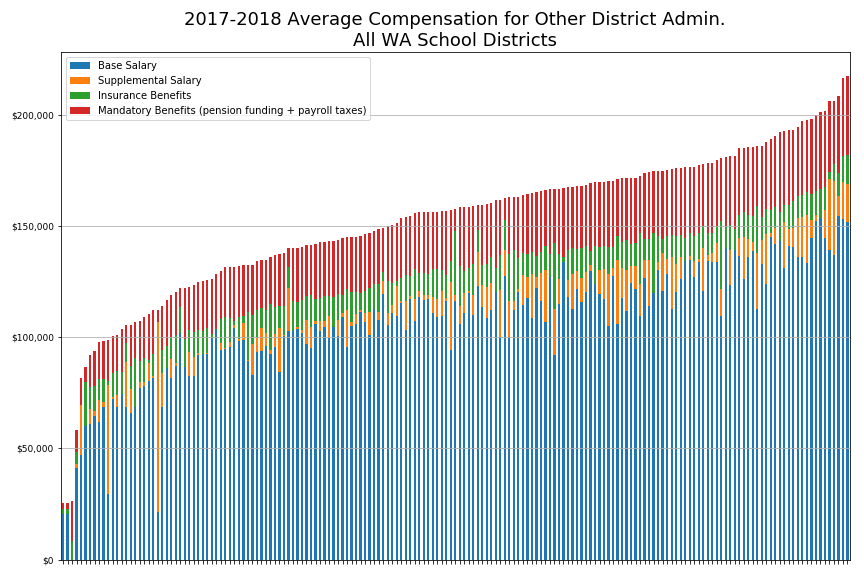 2017-2018 Average Compensation for Other District Admin.
All WA School Districts
Base Salary
Supplemental Salary
Insurance Benefits
Mandatory Benefits (pension funding + payroll taxes)
$200,000
$150,000
$100,000
$50,000
$0